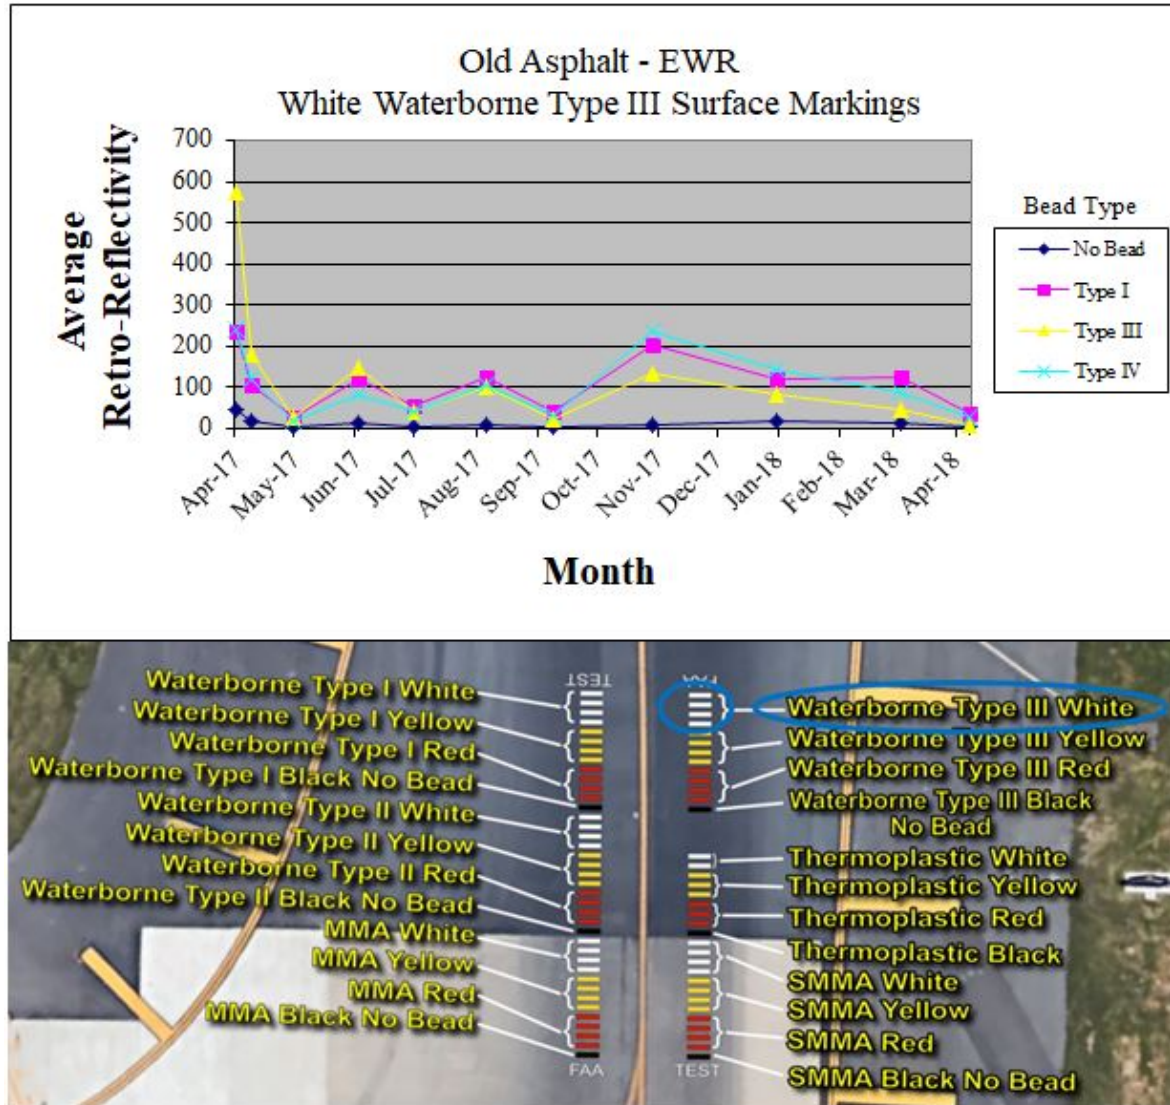 Old Asphalt - EWR
White Waterborne Type III Surface Markings
Average
Retro-Reflectivity
700
600
500
400
300
200
100
0
Apr-17
May-17
Jun-17
Jul-17
Aug-17
Sep-17
Oct-17
Nov-17
Dec-17
Jan-18
Feb-18
Mar-18
Apr-18
Month
Bead Type
No Bead
Type I
Type III
Type IV
TEST
FAA
Waterborne Type I White
Waterborne Type I Yellow
Waterborne Type I Red
Waterborne Type I Black No Bead
Waterborne Type II White
Waterborne Type II Yellow
Waterborne Type II Red
Waterborne Type II Black No Bead
MMA White
MMA Yellow
MMA Red
MMA Black No Bead
Waterborne Type III White
Waterborne Type III Yellow
Waterborne Type III Red
Waterborne Type III Black
No Bead
Thermoplastic White
Thermoplastic Yellow
Thermoplastic Red
Thermoplastic Black
SMMA White
SMMA Yellow
SMMA Red
SMMA Black No Bead
FAA
TEST